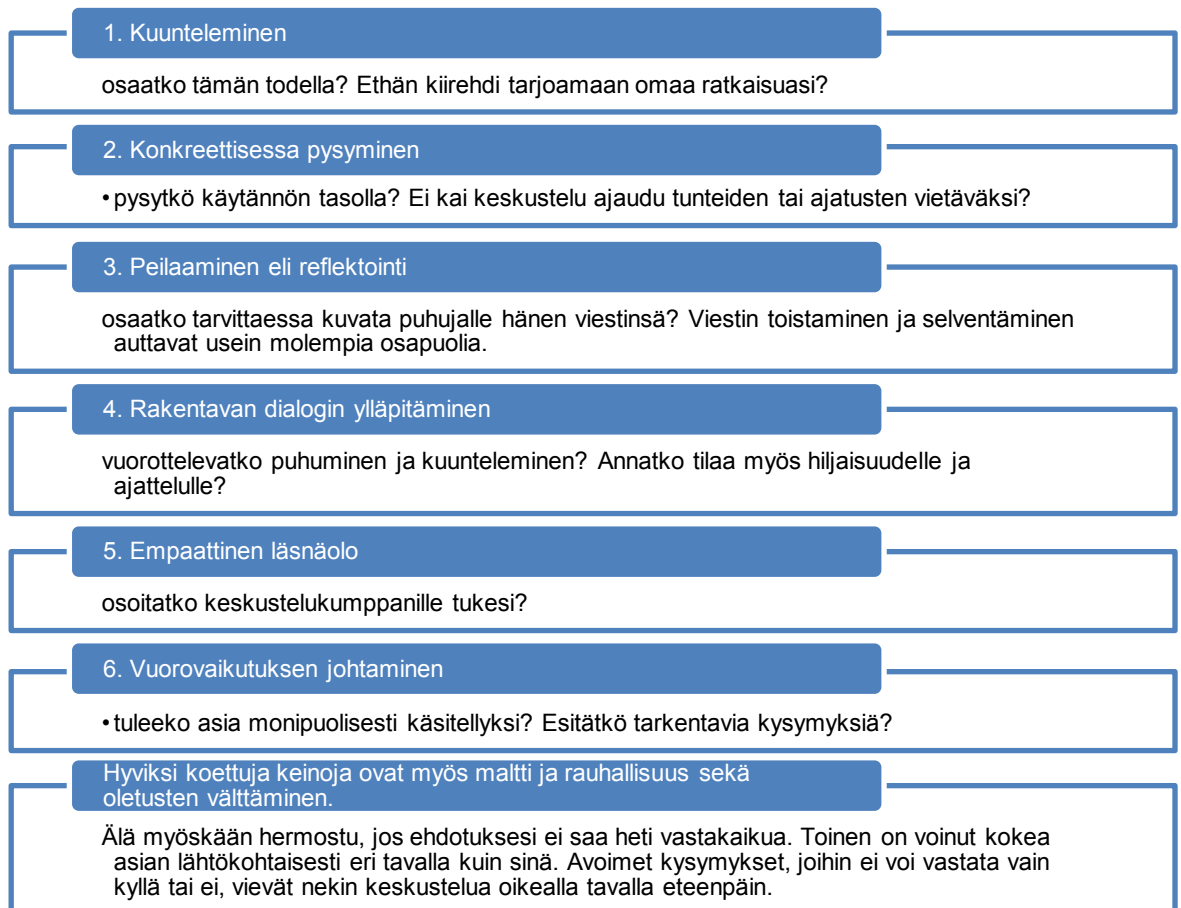 1. Kuunteleminen
osaatko tämän todella? Ethän kiirehdi tarjoamaan omaa ratkaisuasi?
2. Konkreettisessa pysyminen
• pysytkö käytännön tasolla? Ei kai keskustelu ajaudu tunteiden tai ajatusten vietäväksi?
3. Peilaaminen eli reflektointi
osaatko tarvittaessa kuvata puhujalle hänen viestinsä? Viestin toistaminen ja selventäminen
auttavat usein molempia osapuolia.
4. Rakentavan dialogin ylläpitäminen
vuorottelevatko puhuminen ja kuunteleminen? Annatko tilaa myös hiljaisuudelle ja
ajattelulle?
5. Empaattinen läsnäolo
osoitatko keskustelukumppanille tukesi?
6. Vuorovaikutuksen johtaminen
• tuleeko asia monipuolisesti käsitellyksi? Esitätkö tarkentavia kysymyksiä?
Hyviksi koettuja keinoja ovat myös maltti ja rauhallisuus sekä
oletusten välttäminen.
Älä myöskään hermostu, jos ehdotuksesi ei saa heti vastakaikua. Toinen on voinut kokea
asian lähtökohtaisesti eri tavalla kuin sinä. Avoimet kysymykset, joihin ei voi vastata vain
kyllä tai ei, vievät nekin keskustelua oikealla tavalla eteenpäin.